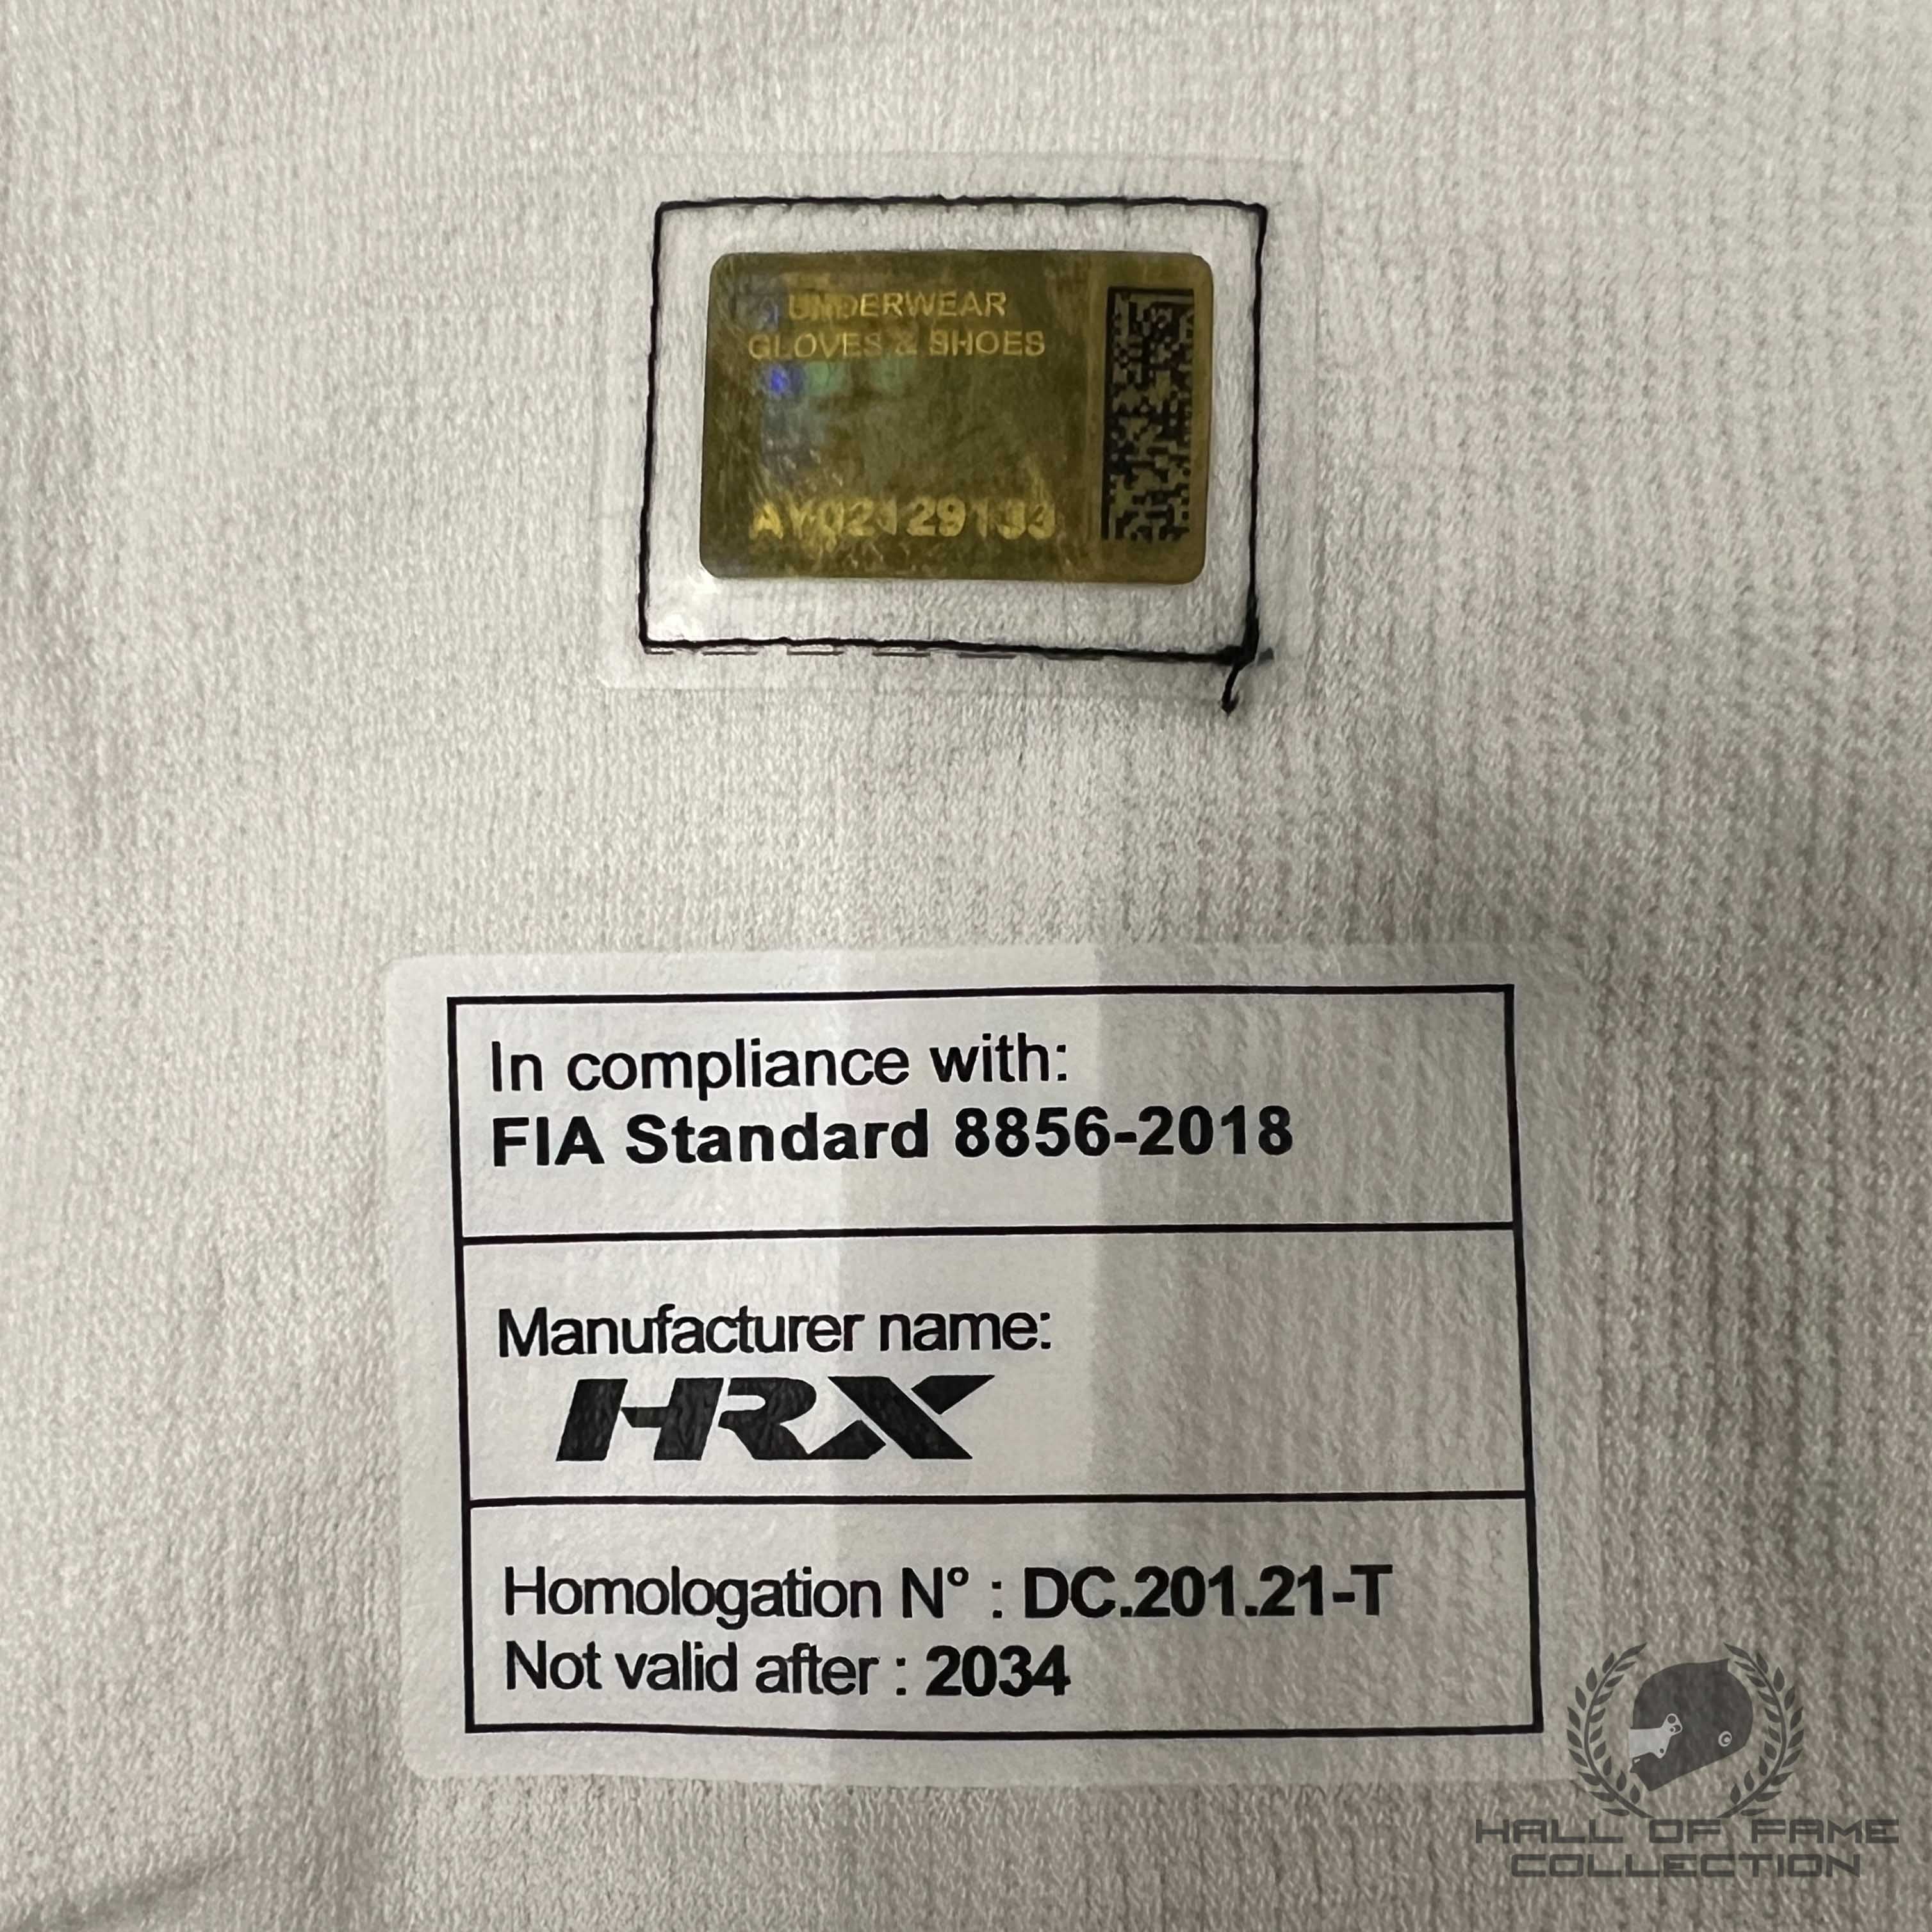 UNDERWEAR
GLOVES & SHOES
AY02129133
In compliance with:
FIA Standard 8856-2018
Manufacturer name:
HRX
Homologation N° : DC.201.21-T
Not valid after : 2034
HALL OF FAME
COLLECTION